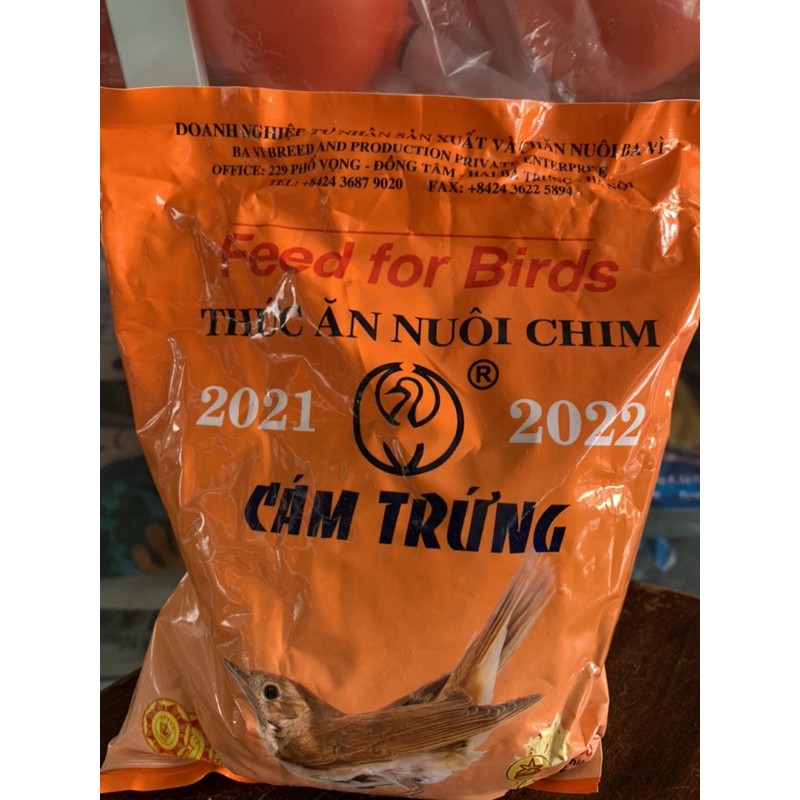 DOANH NGHIỆP TƯ NHÂN SẢN XUẤT VÀ CHĂN NUÔI BA VÌ
BA VI BREED AND PRODUCTION PRIVATE ENTERPRISE
OFFICE: 229 PHỐ VỌNG - ĐỒNG TÂM - HAI BÀ TRƯNG - HÀ NỘI
TEL: +8424 3687 9020 FAX: +8424 3622 5894
Feed for Birds
THỨC ĂN NUÔI CHIM
®
2021 2022
CÁM TRỨNG